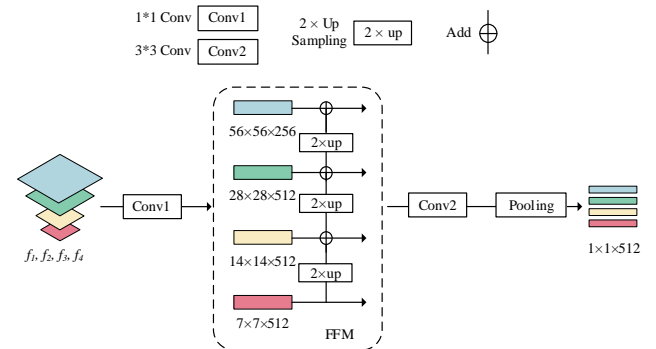 1*1 Conv Conv1
3*3 Conv Conv2
2 × Up
Sampling
2 × up
Add
56×56×256
2×up
28×28×512
2×up
14×14×512
2×up
7×7×512
FFM
f1, f2, f3, f4
Conv1
Conv2
Pooling
1×1×512